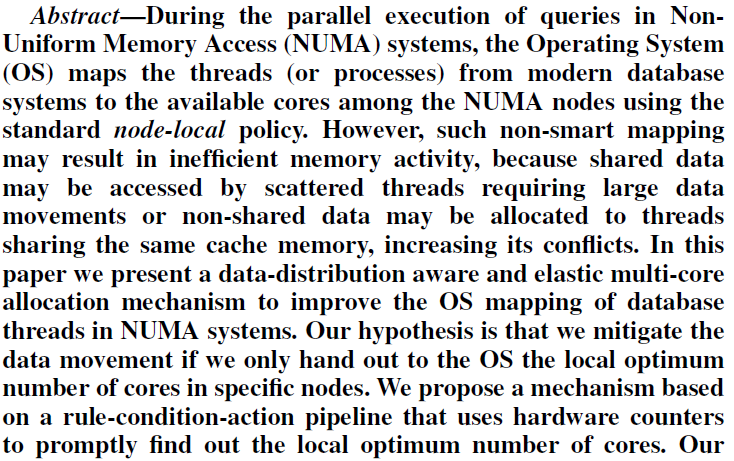 Abstract—During the parallel execution of queries in Non-
Uniform Memory Access (NUMA) systems, the Operating System
(OS) maps the threads (or processes) from modern database
systems to the available cores among the NUMA nodes using the
standard node-local policy. However, such non-smart mapping
may result in inefficient memory activity, because shared data
may be accessed by scattered threads requiring large data
movements or non-shared data may be allocated to threads
sharing the same cache memory, increasing its conflicts. In this
paper we present a data-distribution aware and elastic multi-core
allocation mechanism to improve the OS mapping of database
threads in NUMA systems. Our hypothesis is that we mitigate the
data movement if we only hand out to the OS the local optimum
number of cores in specific nodes. We propose a mechanism based
on a rule-condition-action pipeline that uses hardware counters
to promptly find out the local optimum number of cores. Our